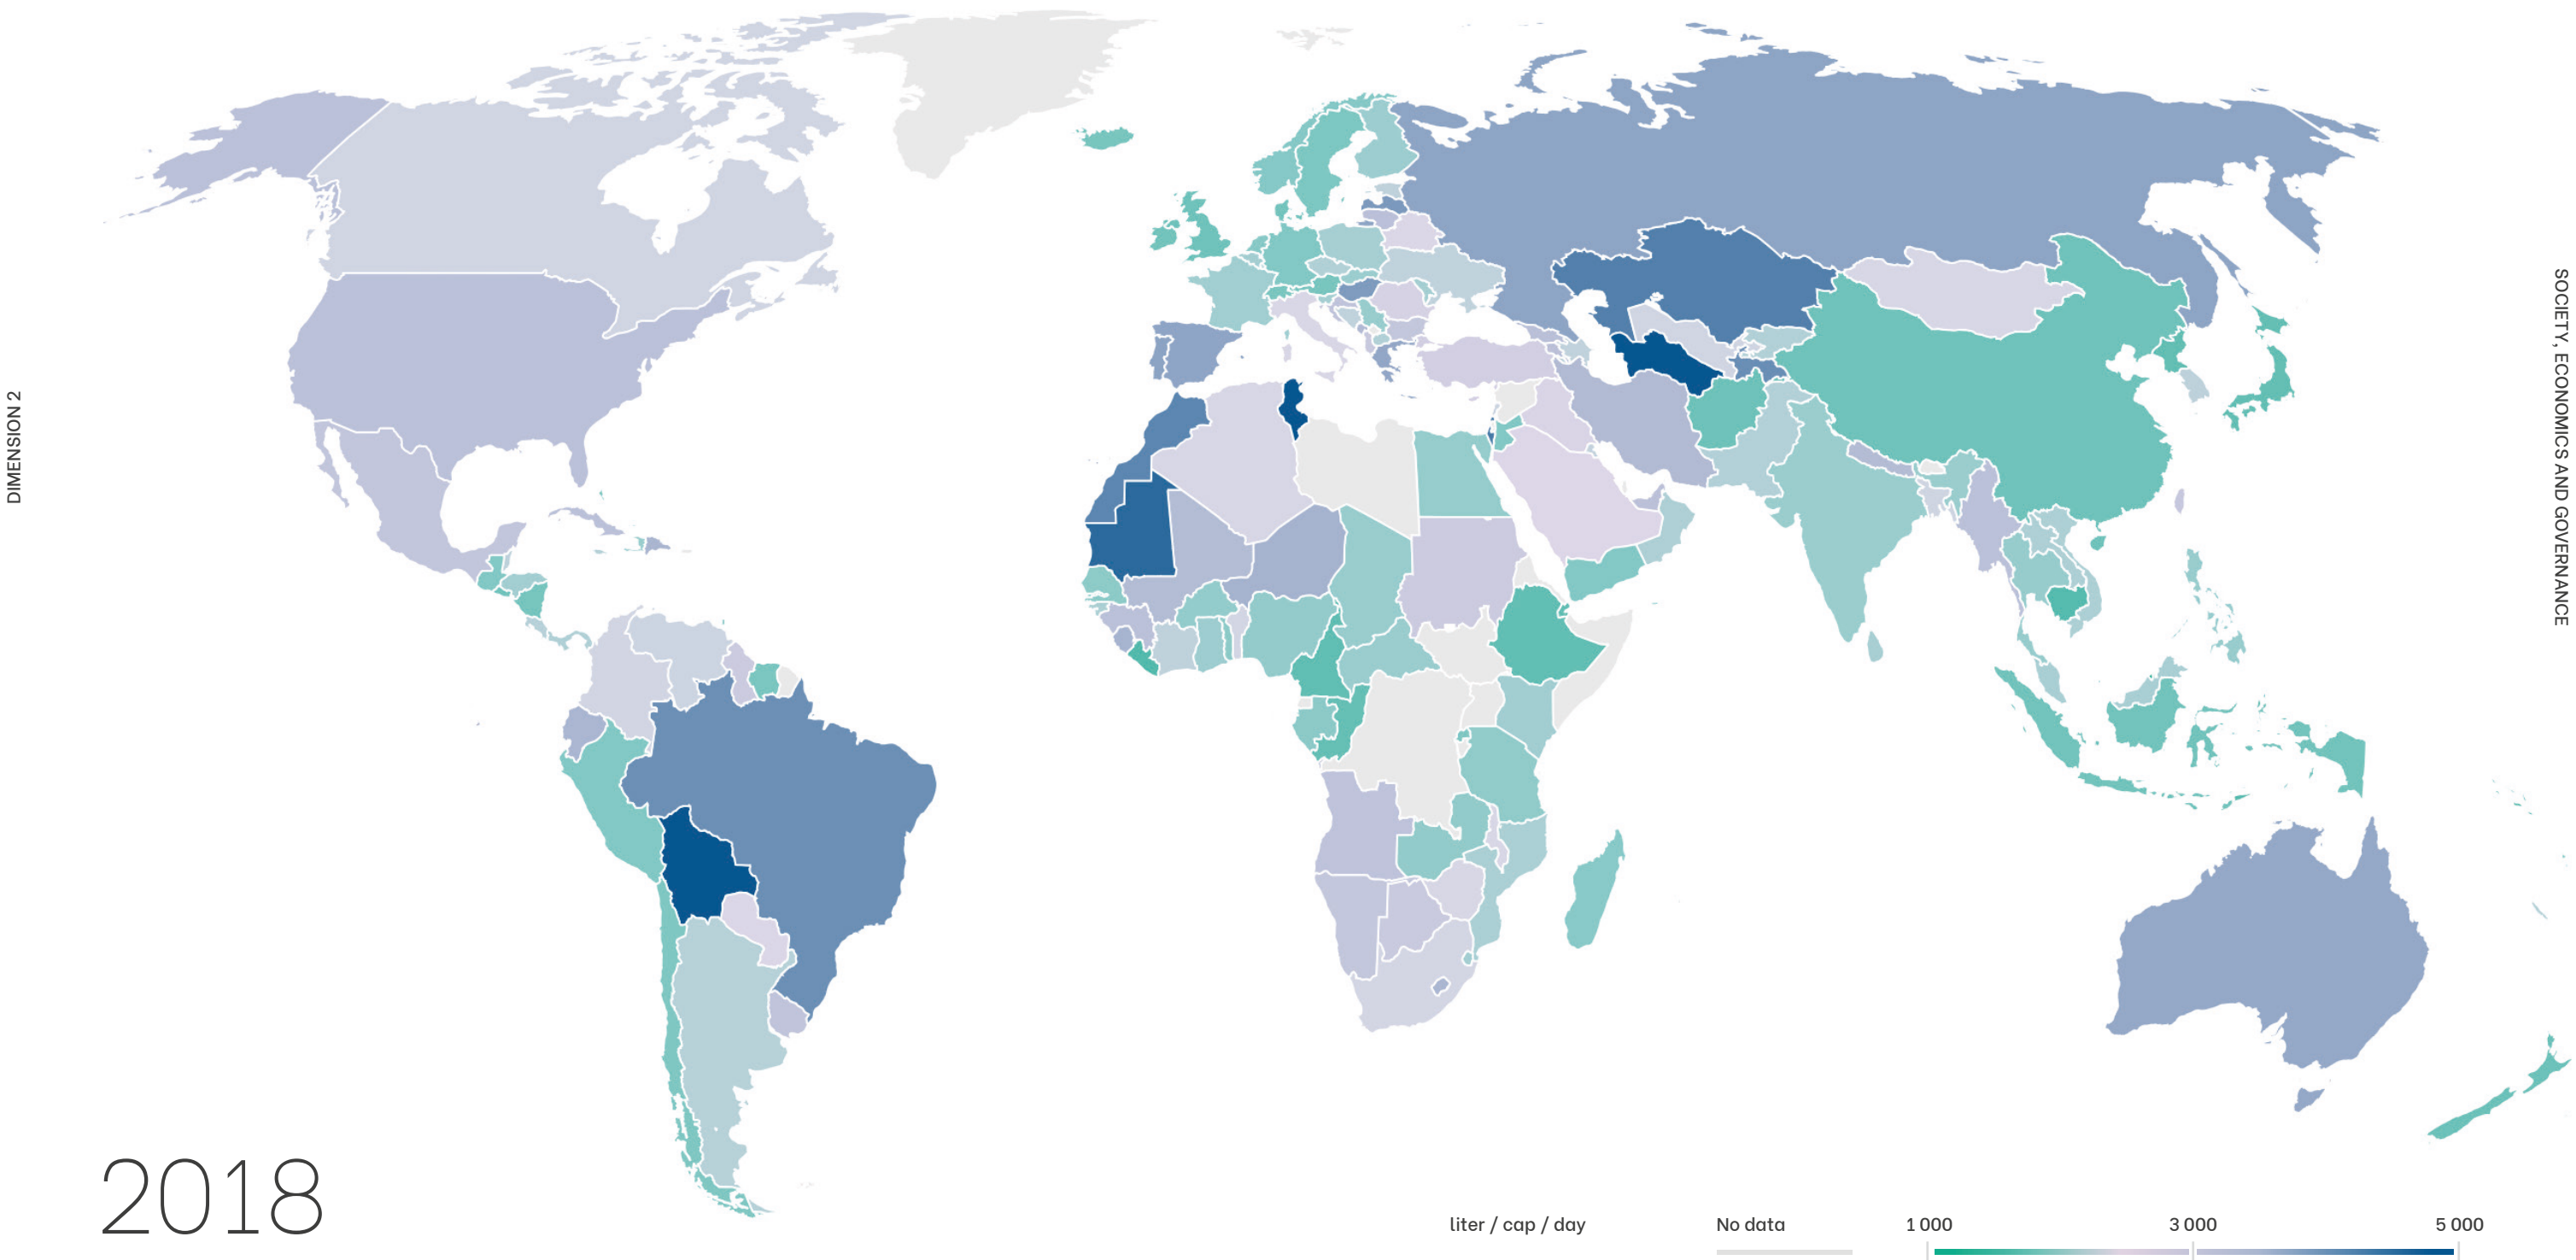 DIMENSION 2
SOCIETY, ECONOMICS AND GOVERNANCE
2018
liter / cap / day No data 1 000 3 000 5 000